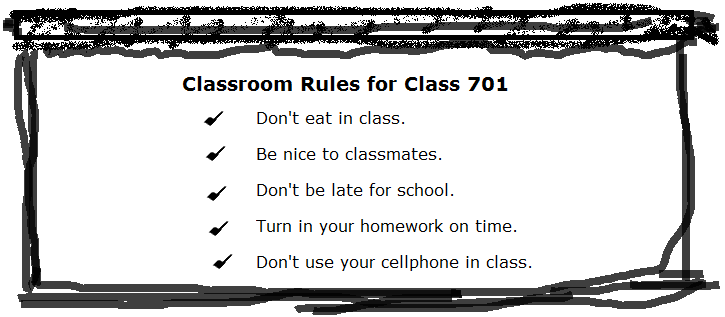 Classroom Rules for Class 701
Don't eat in class.
Be nice to classmates.
Don't be late for school.
Turn in your homework on time.
Don't use your cellphone in class.